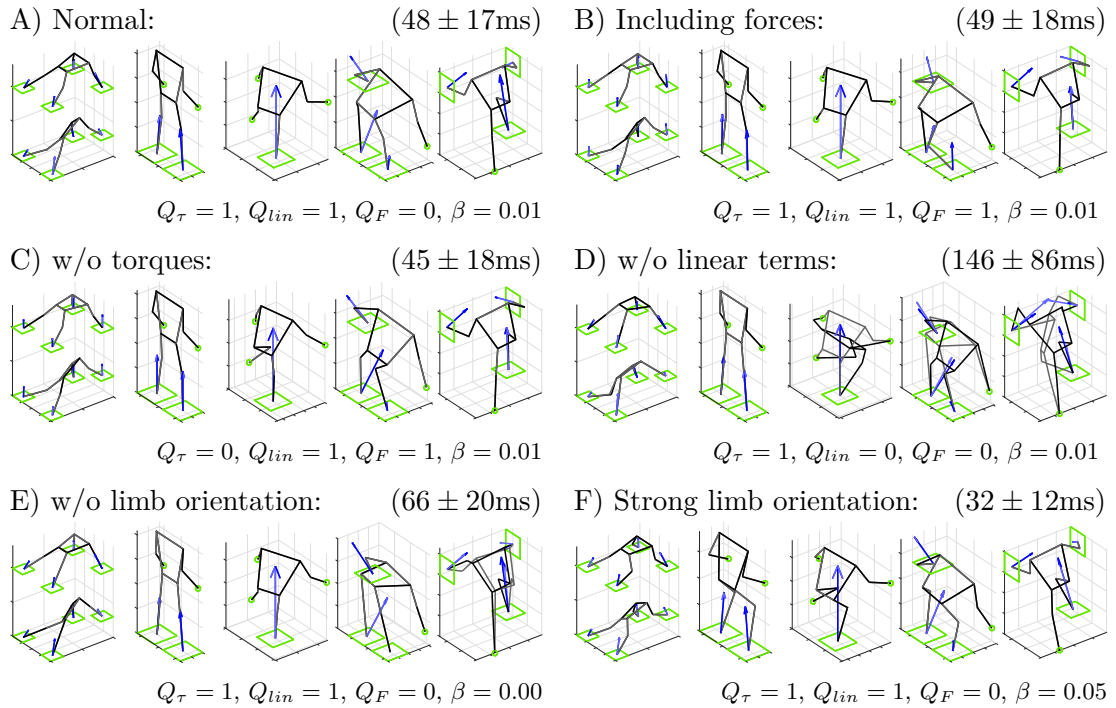 A) Normal: (48 ± 17ms)
Q_τ = 1, Q_lin = 1, Q_F = 0, β = 0.01
B) Including forces: (49 ± 18ms)
Q_τ = 1, Q_lin = 1, Q_F = 1, β = 0.01
C) w/o torques: (45 ± 18ms)
Q_τ = 0, Q_lin = 1, Q_F = 1, β = 0.01
D) w/o linear terms: (146 ± 86ms)
Q_τ = 1, Q_lin = 0, Q_F = 0, β = 0.01
E) w/o limb orientation: (66 ± 20ms)
Q_τ = 1, Q_lin = 1, Q_F = 0, β = 0.00
F) Strong limb orientation: (32 ± 12ms)
Q_τ = 1, Q_lin = 1, Q_F = 0, β = 0.05